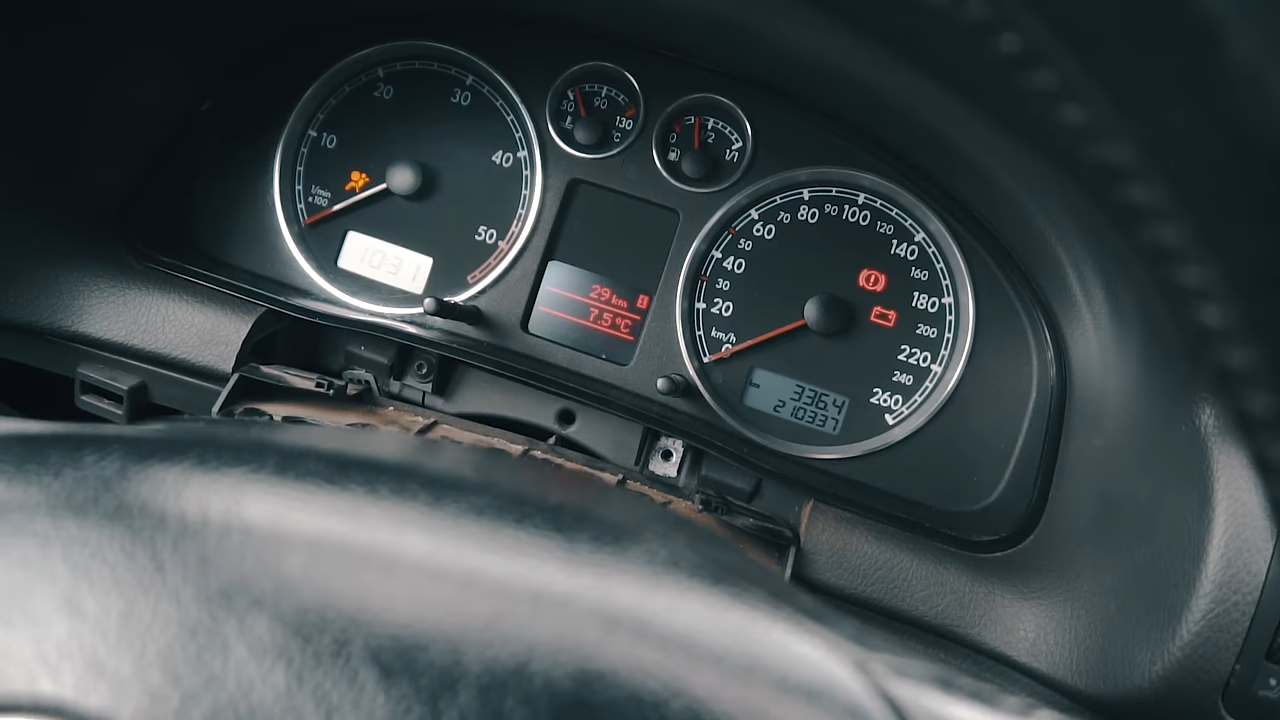 10 20 30 40 50
1/min
x100
10:31
50 90 130
°C
0 1/2 1/1
29 km
7.5 °C
0 20 30 40 50 60 70 80 90 100 120 140 160 180 200 220 240 260
km/h
336.4
210337